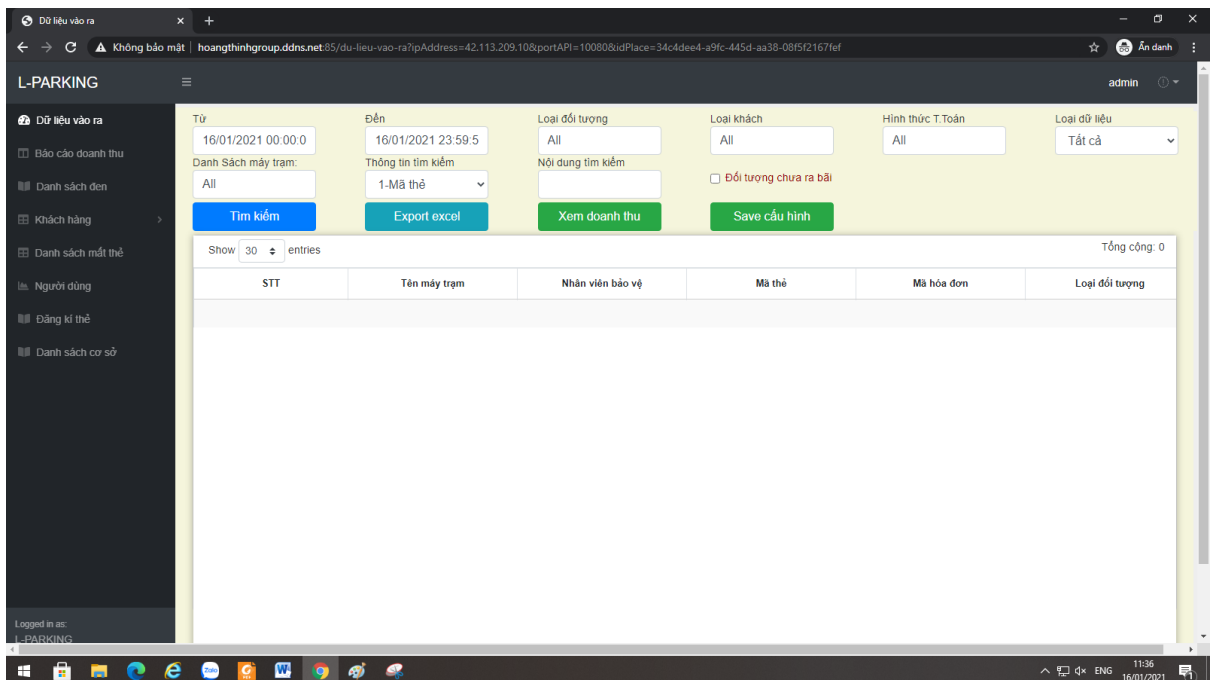 Dữ liệu vào ra
Không bảo mật | hoangthinhgroup.ddns.net:85/du-lieu-vao-ra?ipAddress=42.113.209.10&portAPI=10080&idPlace=34c4dee4-a9fc-445d-aa38-08f5f2167fef
Ẩn danh
L-PARKING
admin
Dữ liệu vào ra
Báo cáo doanh thu
Danh sách đen
Khách hàng
Danh sách mất thẻ
Người dùng
Đăng kí thẻ
Danh sách cơ sở
Logged in as:
L-PARKING
Từ Đến Loại đối tượng Loại khách Hình thức T.Toán Loại dữ liệu
16/01/2021 00:00:0 16/01/2021 23:59:5 All All All Tất cả
Danh Sách máy trạm: Thông tin tìm kiếm Nội dung tìm kiếm
All 1-Mã thẻ Đối tượng chưa ra bãi
Tìm kiếm Export excel Xem doanh thu Save cấu hình
Show 30 entries Tổng cộng: 0
STT Tên máy trạm Nhân viên bảo vệ Mã thẻ Mã hóa đơn Loại đối tượng
Zalo
ENG
11:36
16/01/2021